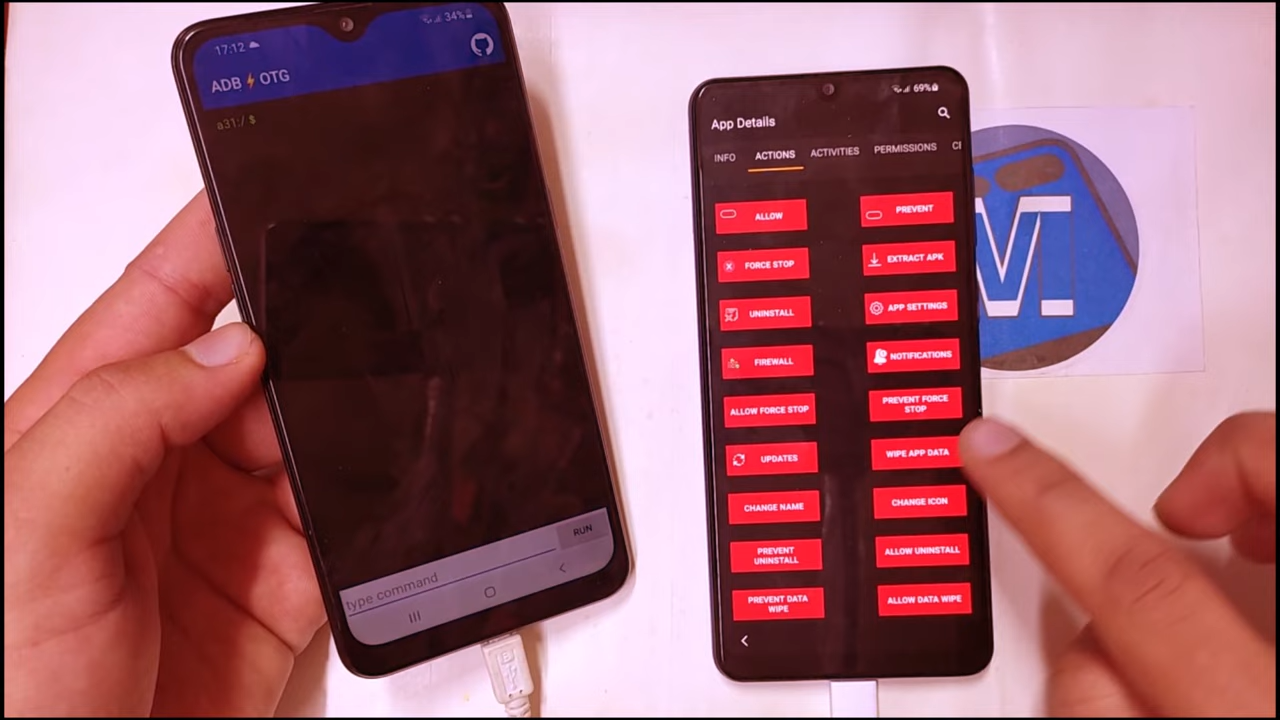 17:12
34%
ADB⚡OTG
a31:/ $
type command
RUN
69%
App Details
INFO ACTIONS ACTIVITIES PERMISSIONS
ALLOW PREVENT
FORCE STOP EXTRACT APK
UNINSTALL APP SETTINGS
FIREWALL NOTIFICATIONS
ALLOW FORCE STOP
PREVENT FORCE
STOP
UPDATES WIPE APP DATA
CHANGE NAME CHANGE ICON
PREVENT
UNINSTALL
ALLOW UNINSTALL
PREVENT DATA
WIPE
ALLOW DATA WIPE
M